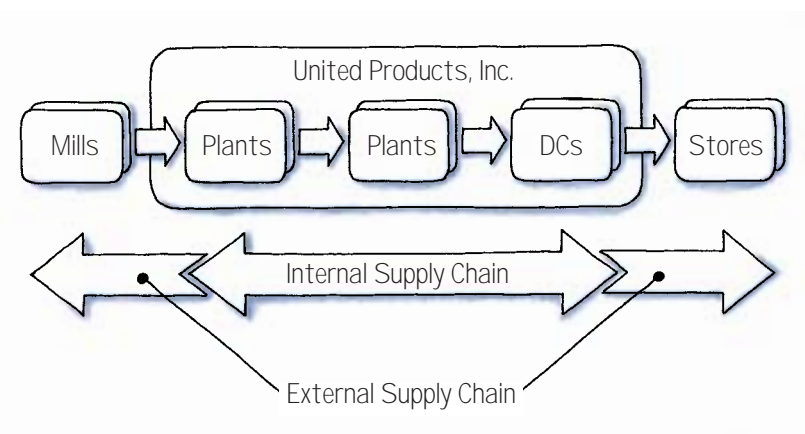 United Products, Inc.
Mills
Plants
Plants
DCs
Stores
Internal Supply Chain
External Supply Chain